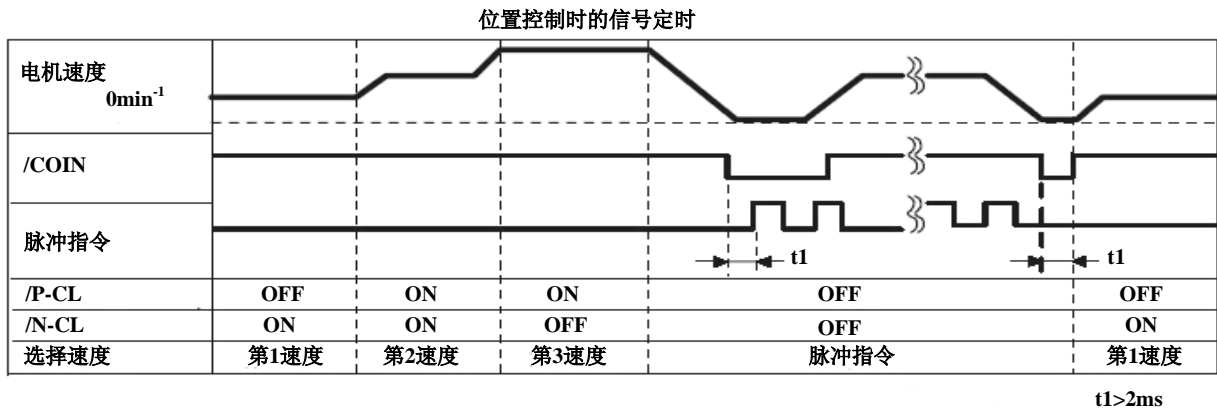 位置控制时的信号定时
电机速度
0min-1
/COIN
脉冲指令
t1
t1
/P-CL OFF ON ON OFF OFF
/N-CL ON ON OFF OFF ON
选择速度 第1速度 第2速度 第3速度 脉冲指令 第1速度
t1>2ms